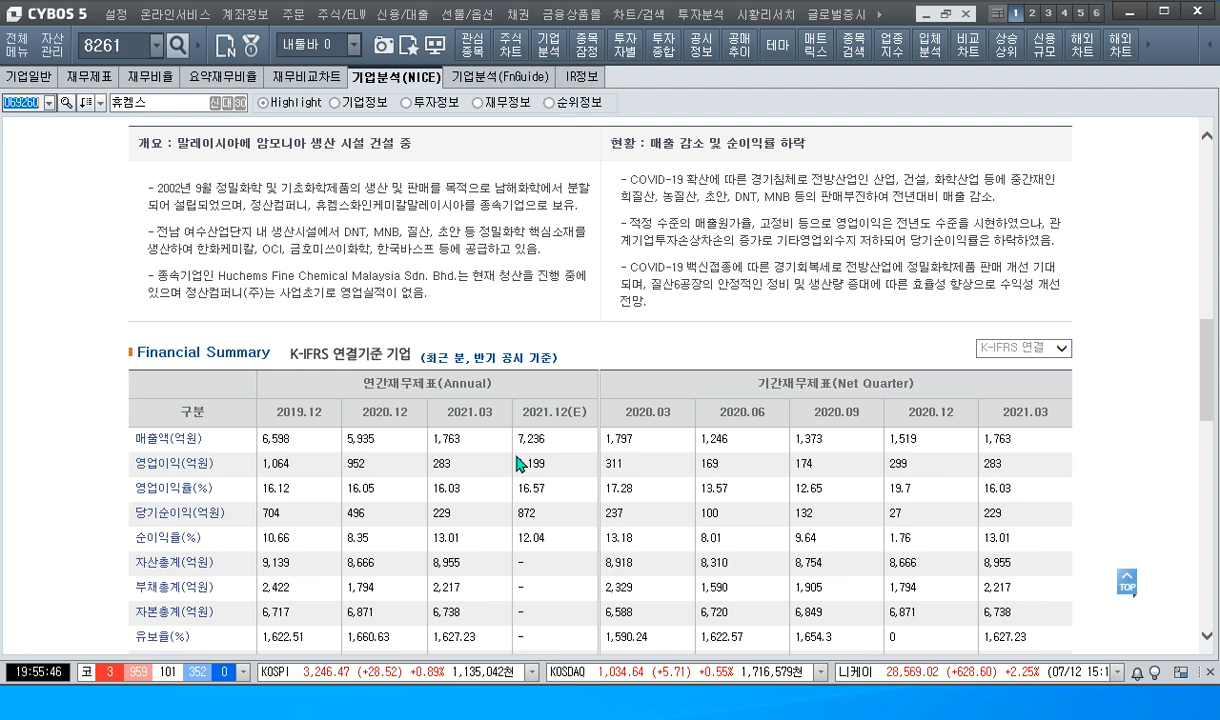 CYBOS 5 설정 온라인서비스 계좌정보 주문 주식/ELW 신용/대출 선물/옵션 채권 금융상품몰 차트/검색 투자분석 시황리서치 글로벌증시 1 2 3 4 5 6
전체메뉴 자산관리 8261 내툴바 0 관심종목 주식차트 기업분석 종목잠정 투자자별 투자종합 공시정보 공매추이 테마 매트릭스 종목검색 업종지수 업체분석 비교차트 상승상위 신용규모 해외차트 해외차트
기업일반 재무제표 재무비율 요약재무비율 재무비교차트 기업분석(NICE) 기업분석(FnGuide) IR정보
069260 휴켐스 신 대 30 Highlight 기업정보 투자정보 재무정보 순위정보
개요 : 말레이시아에 암모니아 생산 시설 건설 중
- 2002년 9월 정밀화학 및 기초화학제품의 생산 및 판매를 목적으로 남해화학에서 분할
되어 설립되었으며, 정산컴퍼니, 휴켐스화인케미칼말레이시아를 종속기업으로 보유.
- 전남 여수산업단지 내 생산시설에서 DNT, MNB, 질산, 초안 등 정밀화학 핵심소재를
생산하여 한화케미칼, OCI, 금호미쓰이화학, 한국바스프 등에 공급하고 있음.
- 종속기업인 Huchems Fine Chemical Malaysia Sdn. Bhd.는 현재 청산을 진행 중에
있으며 정산컴퍼니(주)는 사업초기로 영업실적이 없음.
현황 : 매출 감소 및 순이익률 하락
- COVID-19 확산에 따른 경기침체로 전방산업인 산업, 건설, 화학산업 등에 중간재인
희질산, 농질산, 초안, DNT, MNB 등의 판매부진하여 전년대비 매출 감소.
- 적정 수준의 매출원가율, 고정비 등으로 영업이익은 전년도 수준을 시현하였으나, 관
계기업투자손상차손의 증가로 기타영업외수지 저하되어 당기순이익률은 하락하였음.
- COVID-19 백신접종에 따른 경기회복세로 전방산업에 정밀화학제품 판매 개선 기대
되며, 질산6공장의 안정적인 정비 및 생산량 증대에 따른 효율성 향상으로 수익성 개선
전망.
Financial Summary K-IFRS 연결기준 기업 (최근 분, 반기 공시 기준) K-IFRS 연결
연간재무제표(Annual) 기간재무제표(Net Quarter)
구분 2019.12 2020.12 2021.03 2021.12(E) 2020.03 2020.06 2020.09 2020.12 2021.03
매출액(억원) 6,598 5,935 1,763 7,236 1,797 1,246 1,373 1,519 1,763
영업이익(억원) 1,064 952 283 199 311 169 174 299 283
영업이익율(%) 16.12 16.05 16.03 16.57 17.28 13.57 12.65 19.7 16.03
당기순이익(억원) 704 496 229 872 237 100 132 27 229
순이익율(%) 10.66 8.35 13.01 12.04 13.18 8.01 9.64 1.76 13.01
자산총계(억원) 9,139 8,666 8,955 - 8,918 8,310 8,754 8,666 8,955
부채총계(억원) 2,422 1,794 2,217 - 2,329 1,590 1,905 1,794 2,217
자본총계(억원) 6,717 6,871 6,738 - 6,588 6,720 6,849 6,871 6,738
유보율(%) 1,622.51 1,660.63 1,627.23 - 1,590.24 1,622.57 1,654.3 0 1,627.23
TOP
19:55:46 코 3 959 101 352 0 KOSPI 3,246.47 (+28.52) +0.89% 1,135,042천 KOSDAQ 1,034.64 (+5.71) +0.55% 1,716,579천 니케이 28,569.02 (+628.60) +2.25% (07/12 15:1